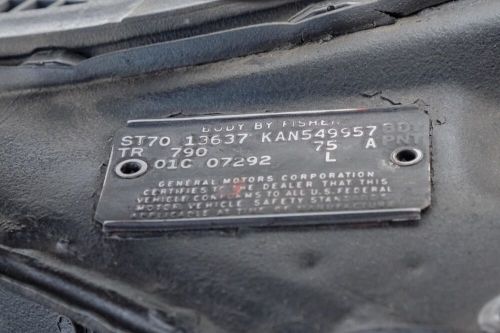 BODY BY FISHER
ST70 13637 KAN549957 BDY
TR 790 75 A PNT
01C 07292 L
GENERAL MOTORS CORPORATION
CERTIFIES TO THE DEALER THAT THIS
VEHICLE CONFORMS TO ALL U.S. FEDERAL
MOTOR VEHICLE SAFETY STANDARDS
APPLICABLE AT TIME OF MANUFACTURE